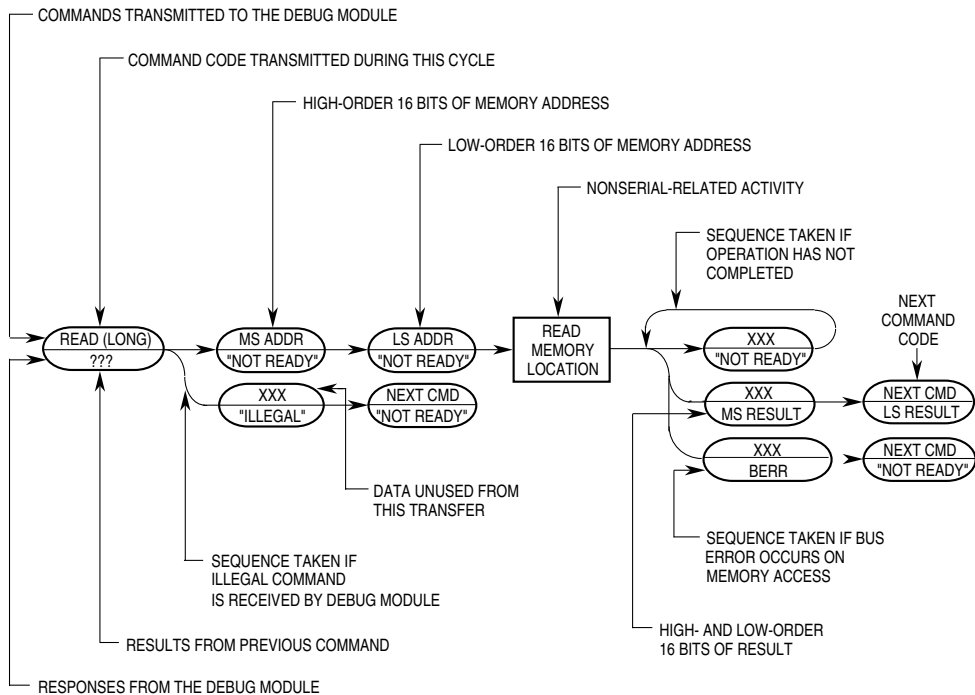 COMMANDS TRANSMITTED TO THE DEBUG MODULE
COMMAND CODE TRANSMITTED DURING THIS CYCLE
HIGH-ORDER 16 BITS OF MEMORY ADDRESS
LOW-ORDER 16 BITS OF MEMORY ADDRESS
NONSERIAL-RELATED ACTIVITY
SEQUENCE TAKEN IF
OPERATION HAS NOT
COMPLETED
NEXT
COMMAND
CODE
READ (LONG)
???
MS ADDR
"NOT READY"
LS ADDR
"NOT READY"
READ
MEMORY
LOCATION
XXX
"NOT READY"
XXX
"ILLEGAL"
NEXT CMD
"NOT READY"
XXX
MS RESULT
NEXT CMD
LS RESULT
XXX
BERR
NEXT CMD
"NOT READY"
DATA UNUSED FROM
THIS TRANSFER
SEQUENCE TAKEN IF
ILLEGAL COMMAND
IS RECEIVED BY DEBUG MODULE
SEQUENCE TAKEN IF BUS
ERROR OCCURS ON
MEMORY ACCESS
RESULTS FROM PREVIOUS COMMAND
HIGH- AND LOW-ORDER
16 BITS OF RESULT
RESPONSES FROM THE DEBUG MODULE